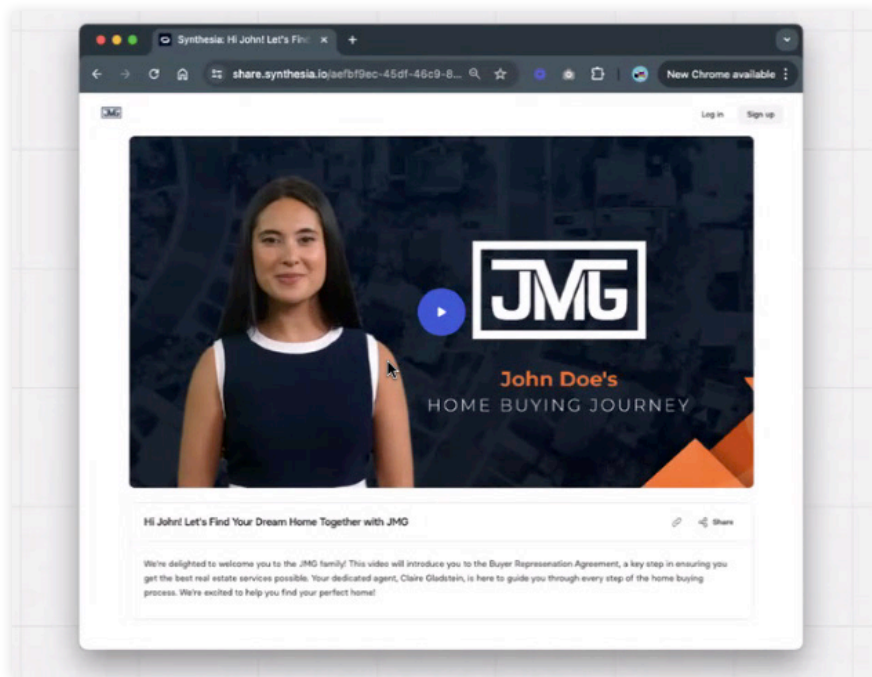 Synthesia: Hi John! Let's Find
share.synthesia.io/aefbf9ec-45df-46c9-8...
New Chrome available
JMG
Log in
Sign up
JMG
John Doe's
HOME BUYING JOURNEY
Hi John! Let's Find Your Dream Home Together with JMG
Share
We're delighted to welcome you to the JMG family! This video will introduce you to the Buyer Represenation Agreement, a key step in ensuring you
get the best real estate services possible. Your dedicated agent, Claire Gladstein, is here to guide you through every step of the home buying
process. We're excited to help you find your perfect home!